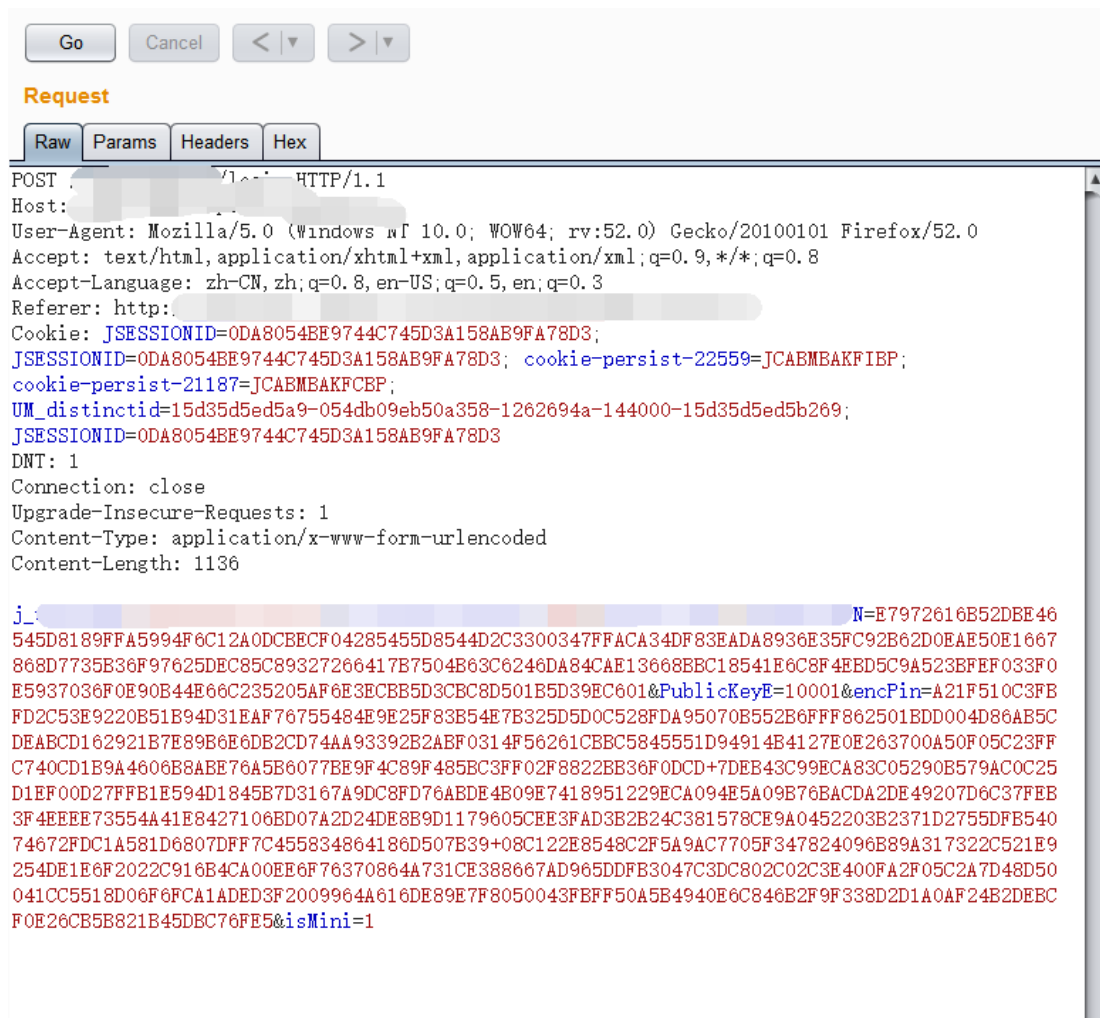 Go Cancel < ▼ > ▼
Request
Raw Params Headers Hex
POST HTTP/1.1
Host:
User-Agent: Mozilla/5.0 (Windows NT 10.0; WOW64; rv:52.0) Gecko/20100101 Firefox/52.0
Accept: text/html,application/xhtml+xml,application/xml;q=0.9,*/*;q=0.8
Accept-Language: zh-CN,zh;q=0.8,en-US;q=0.5,en;q=0.3
Referer: http:
Cookie: JSESSIONID=0DA8054BE9744C745D3A158AB9FA78D3;
JSESSIONID=0DA8054BE9744C745D3A158AB9FA78D3; cookie-persist-22559=JCABMBAKFIBP;
cookie-persist-21187=JCABMBAKFCBP;
UM_distinctid=15d35d5ed5a9-054db09eb50a358-1262694a-144000-15d35d5ed5b269;
JSESSIONID=0DA8054BE9744C745D3A158AB9FA78D3
DNT: 1
Connection: close
Upgrade-Insecure-Requests: 1
Content-Type: application/x-www-form-urlencoded
Content-Length: 1136
j_ N=E7972616B52DBE46
545D8189FFA5994F6C12A0DCBECF04285455D8544D2C3300347FFACA34DF83EADA8936E35FC92B62D0EAE50E1667
868D7735B36F97625DEC85C89327266417B7504B63C6246DA84CAE13668BBC18541E6C8F4EBD5C9A523BFEF033F0
E5937036F0E90B44E66C235205AF6E3ECBB5D3CBC8D501B5D39EC601&PublicKeyE=10001&encPin=A21F510C3FB
FD2C53E9220B51B94D31EAF76755484E9E25F83B54E7B325D5D0C528FDA95070B552B6FFF862501BDD004D86AB5C
DEABCD162921B7E89B6E6DB2CD74AA93392B2ABF0314F56261CBBC5845551D94914B4127E0E263700A50F05C23FF
C740CD1B9A4606B8ABE76A5B6077BE9F4C89F485BC3FF02F8822BB36F0DCD+7DEB43C99ECA83C05290B579AC0C25
D1EF00D27FFB1E594D1845B7D3167A9DC8FD76ABDE4B09E7418951229ECA094E5A09B76BACDA2DE49207D6C37FEB
3F4EEEE73554A41E8427106BD07A2D24DE8B9D1179605CEE3FAD3B2B24C381578CE9A0452203B2371D2755DFB540
74672FDC1A581D6807DFF7C455834864186D507B39+08C122E8548C2F5A9AC7705F347824096B89A317322C521E9
254DE1E6F2022C916B4CA00EE6F76370864A731CE388667AD965DDFB3047C3DC802C02C3E400FA2F05C2A7D48D50
041CC5518D06F6FCA1ADED3F2009964A616DE89E7F8050043FBFF50A5B4940E6C846B2F9F338D2D1A0AF24B2DEBC
F0E26CB5B821B45DBC76FE5&isMini=1